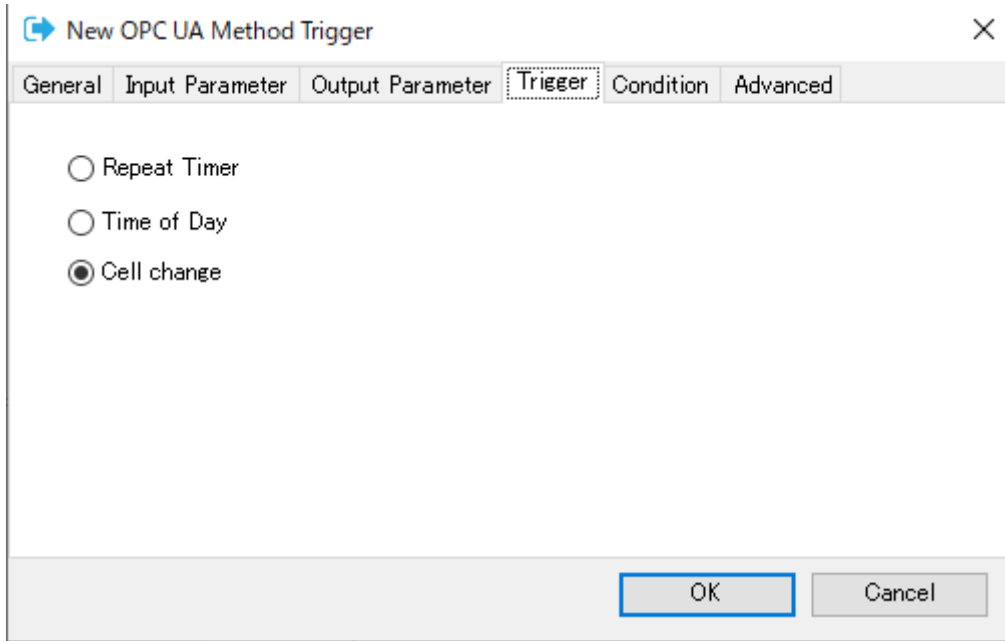 New OPC UA Method Trigger
General Input Parameter Output Parameter Trigger Condition Advanced
Repeat Timer
Time of Day
Cell change
OK Cancel